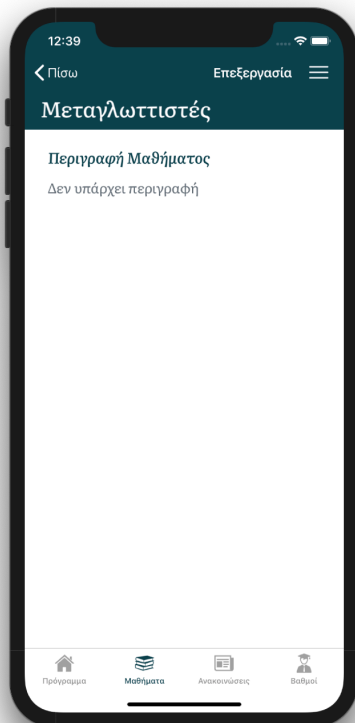 12:39
Πίσω
Επεξεργασία
Μεταγλωττιστές
Περιγραφή Μαθήματος
Δεν υπάρχει περιγραφή
Πρόγραμμα
Μαθήματα
Ανακοινώσεις
Βαθμοί